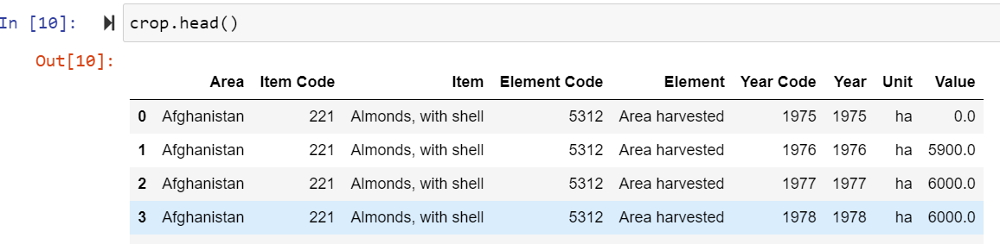 In [10]: crop.head()
Out[10]:
Area Item Code Item Element Code Element Year Code Year Unit Value
0 Afghanistan 221 Almonds, with shell 5312 Area harvested 1975 1975 ha 0.0
1 Afghanistan 221 Almonds, with shell 5312 Area harvested 1976 1976 ha 5900.0
2 Afghanistan 221 Almonds, with shell 5312 Area harvested 1977 1977 ha 6000.0
3 Afghanistan 221 Almonds, with shell 5312 Area harvested 1978 1978 ha 6000.0